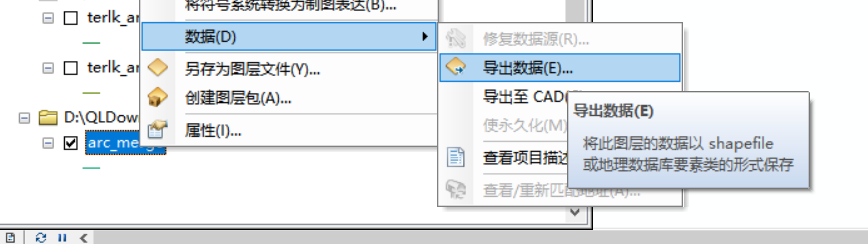 将符号系统转换为制图表达(B)...
terlk_ar
数据(D)
terlk_ar
另存为图层文件(Y)...
创建图层包(A)...
D:\QLDow
属性(I)...
arc_merge
修复数据源(R)...
导出数据(E)...
导出至 CAD(
使永久化(M)
查看项目描述
查看/重新匹配地址(A)...
导出数据(E)
将此图层的数据以 shapefile
或地理数据库要素类的形式保存